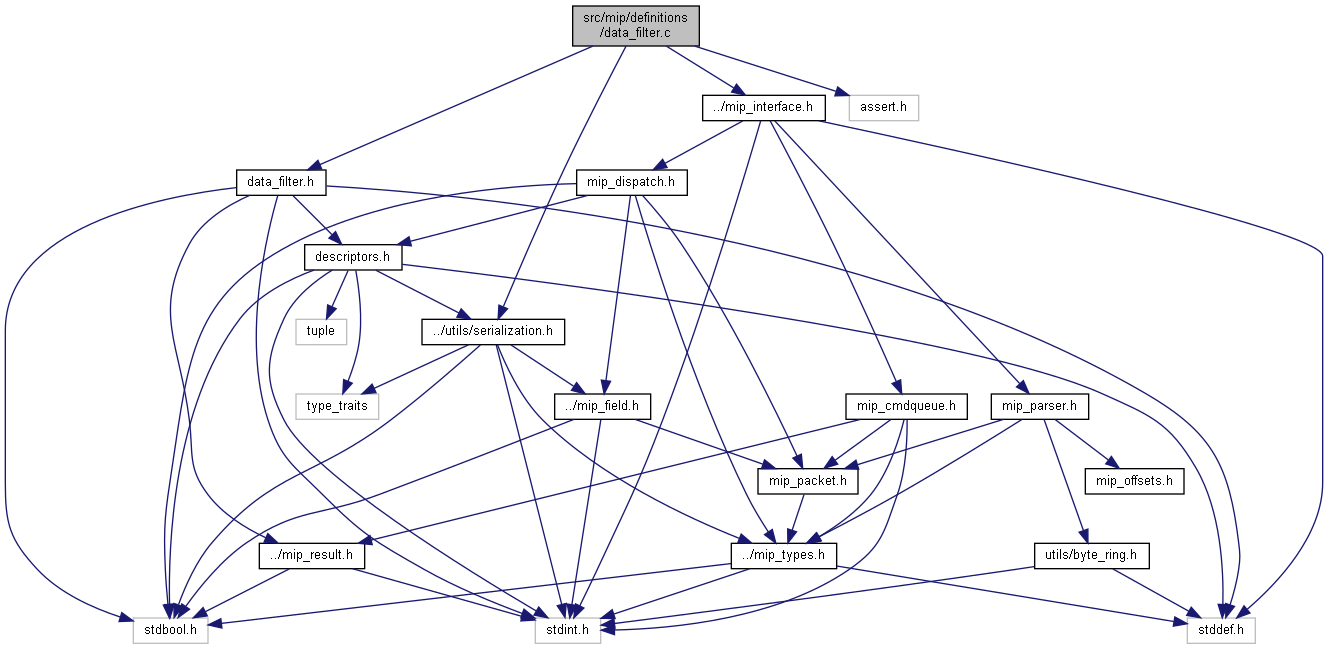 src/mip/definitions
/data_filter.c
../mip_interface.h
assert.h
data_filter.h
mip_dispatch.h
descriptors.h
tuple
../utils/serialization.h
type_traits
../mip_field.h
mip_cmdqueue.h
mip_parser.h
mip_packet.h
mip_offsets.h
../mip_result.h
../mip_types.h
utils/byte_ring.h
stdbool.h
stdint.h
stddef.h